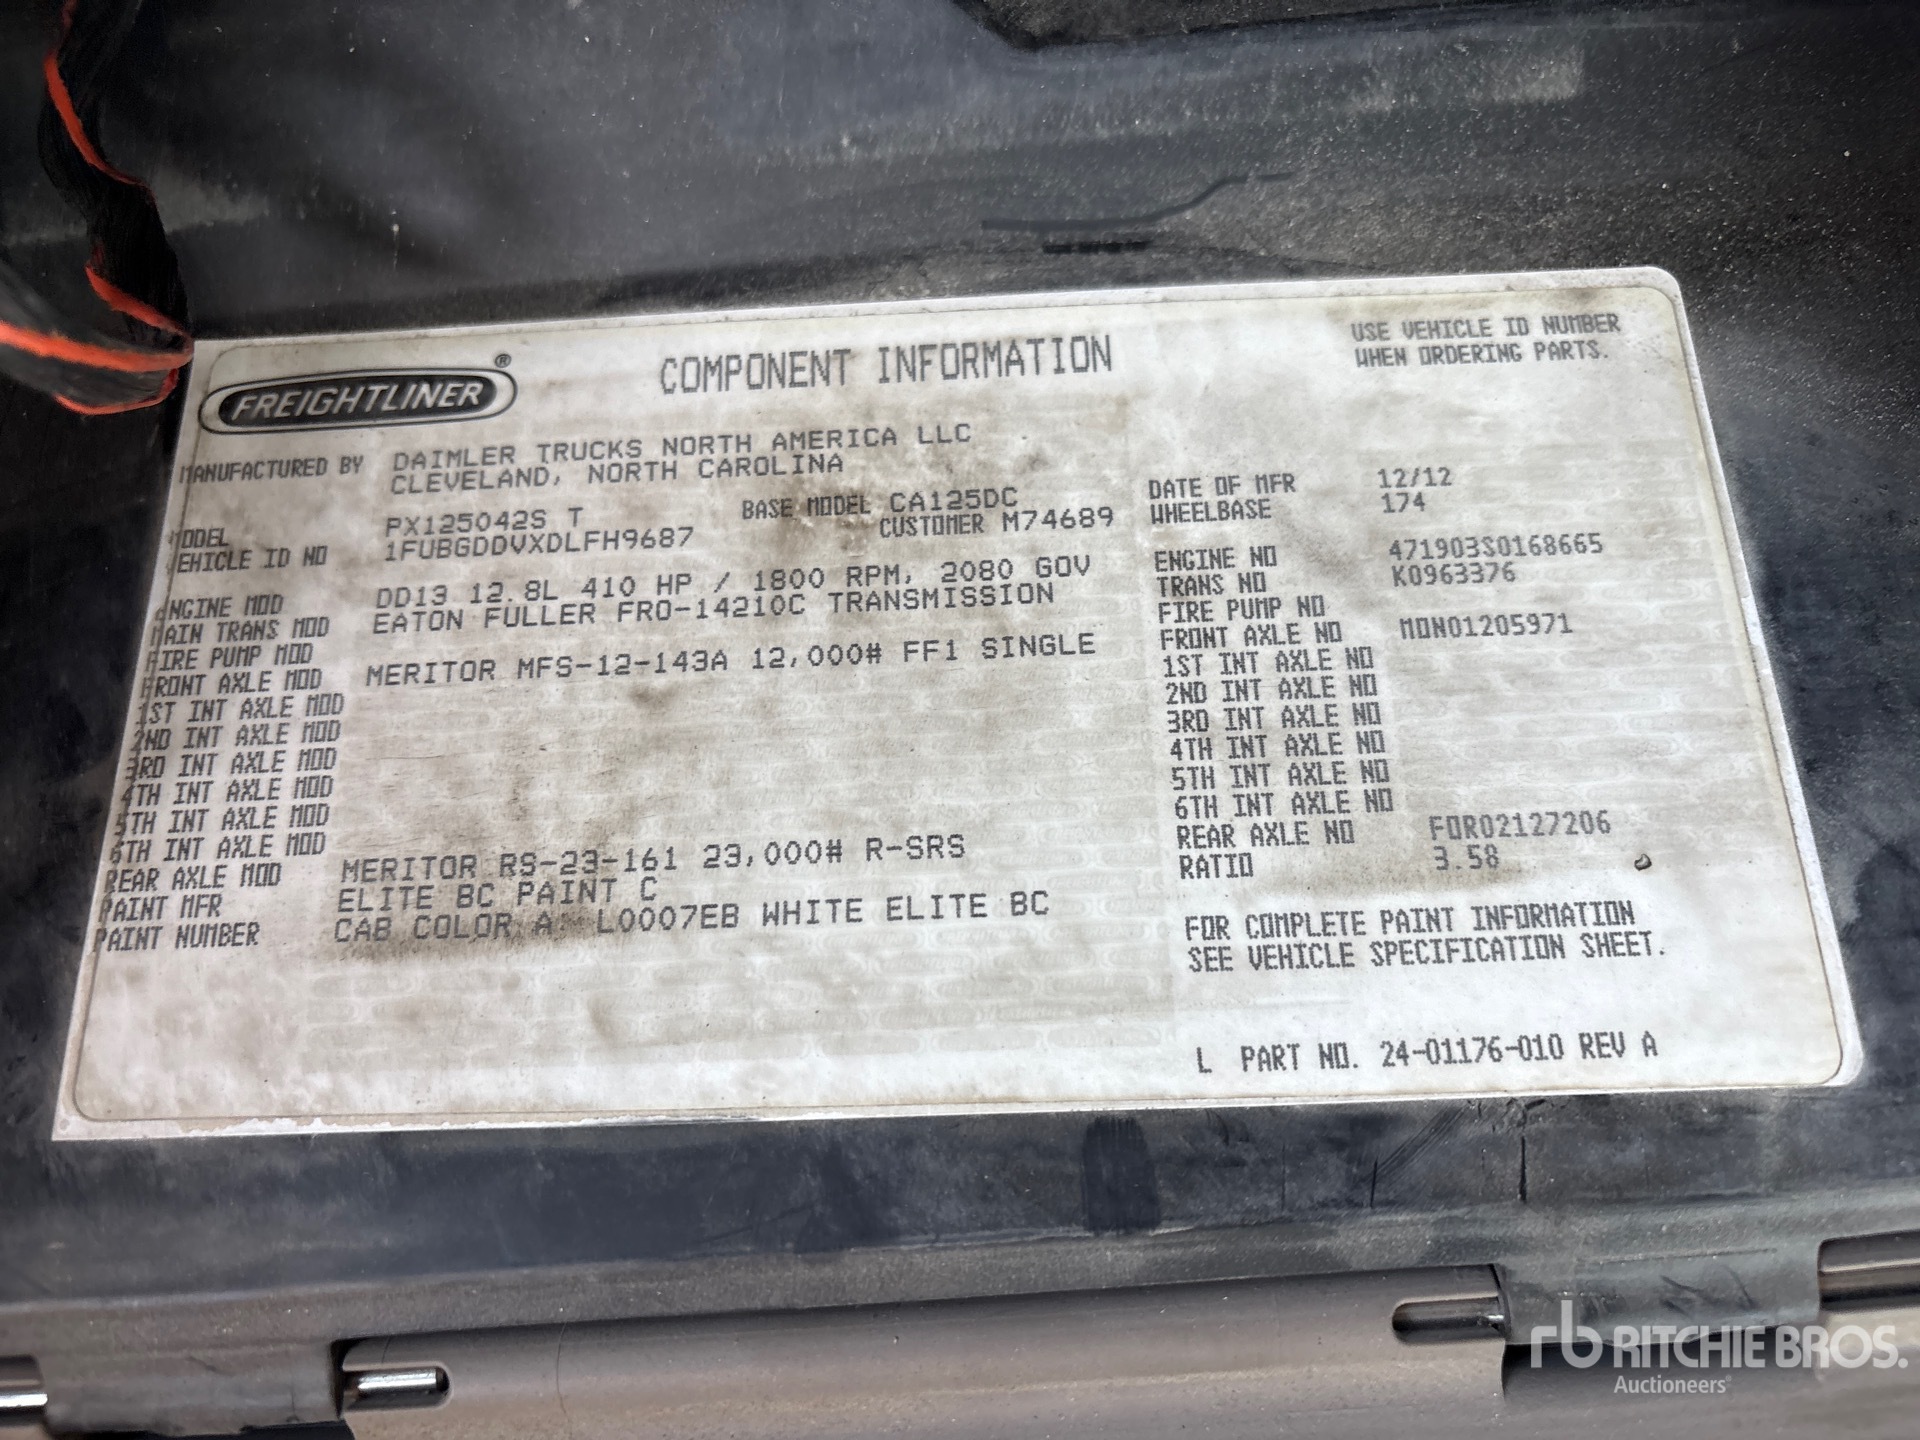 FREIGHTLINER®
COMPONENT INFORMATION
USE VEHICLE ID NUMBER
WHEN ORDERING PARTS.
MANUFACTURED BY DAIMLER TRUCKS NORTH AMERICA LLC
CLEVELAND, NORTH CAROLINA
MODEL PX125042S T BASE MODEL CA125DC
VEHICLE ID NO 1FUBGDDVXDLFH9687 CUSTOMER M74689
DATE OF MFR 12/12
WHEELBASE 174
ENGINE MOD DD13 12.8L 410 HP / 1800 RPM, 2080 GOV
MAIN TRANS MOD EATON FULLER FRO-14210C TRANSMISSION
FIRE PUMP MOD
FRONT AXLE MOD MERITOR MFS-12-143A 12,000# FF1 SINGLE
1ST INT AXLE MOD
2ND INT AXLE MOD
3RD INT AXLE MOD
4TH INT AXLE MOD
5TH INT AXLE MOD
6TH INT AXLE MOD
REAR AXLE MOD MERITOR RS-23-161 23,000# R-SRS
PAINT MFR ELITE BC PAINT C
PAINT NUMBER CAB COLOR A: L0007EB WHITE ELITE BC
ENGINE NO 471903S0168665
TRANS NO K0963376
FIRE PUMP NO
FRONT AXLE NO MON01205971
1ST INT AXLE NO
2ND INT AXLE NO
3RD INT AXLE NO
4TH INT AXLE NO
5TH INT AXLE NO
6TH INT AXLE NO
REAR AXLE NO FOR02127206
RATIO 3.58
FOR COMPLETE PAINT INFORMATION
SEE VEHICLE SPECIFICATION SHEET.
L PART NO. 24-01176-010 REV A
rb RITCHIE BROS.
Auctioneers